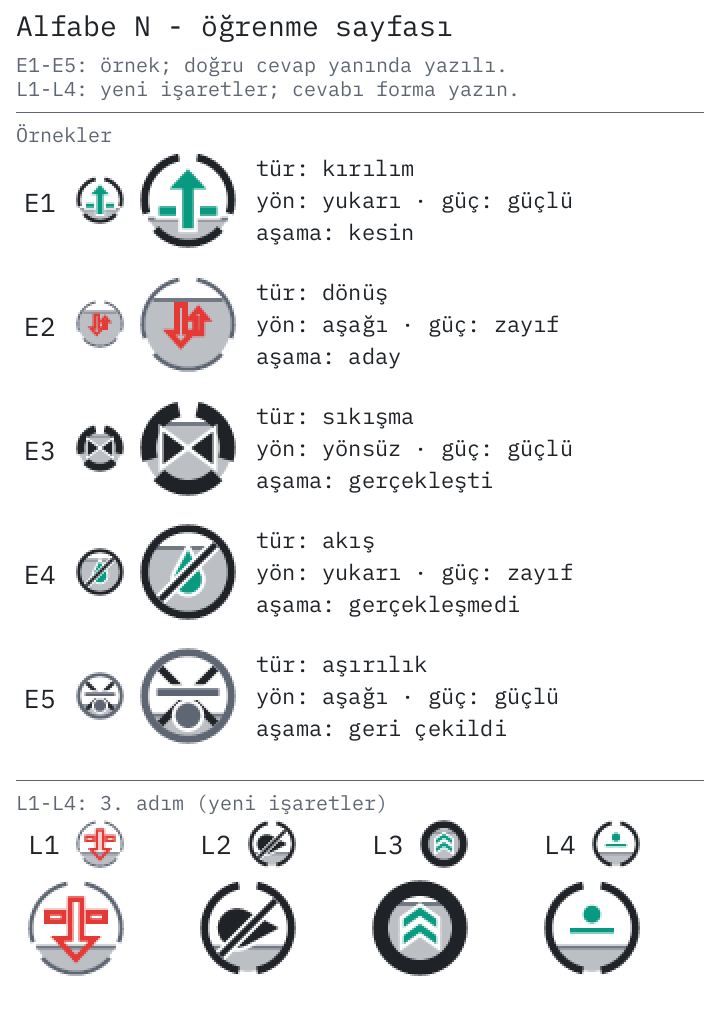 Alfabe N - öğrenme sayfası
E1-E5: örnek; doğru cevap yanında yazılı.
L1-L4: yeni işaretler; cevabı forma yazın.
Örnekler
E1
tür: kırılım
yön: yukarı · güç: güçlü
aşama: kesin
E2
tür: dönüş
yön: aşağı · güç: zayıf
aşama: aday
E3
tür: sıkışma
yön: yönsüz · güç: güçlü
aşama: gerçekleşti
E4
tür: akış
yön: yukarı · güç: zayıf
aşama: gerçekleşmedi
E5
tür: aşırılık
yön: aşağı · güç: güçlü
aşama: geri çekildi
L1-L4: 3. adım (yeni işaretler)
L1 L2 L3 L4